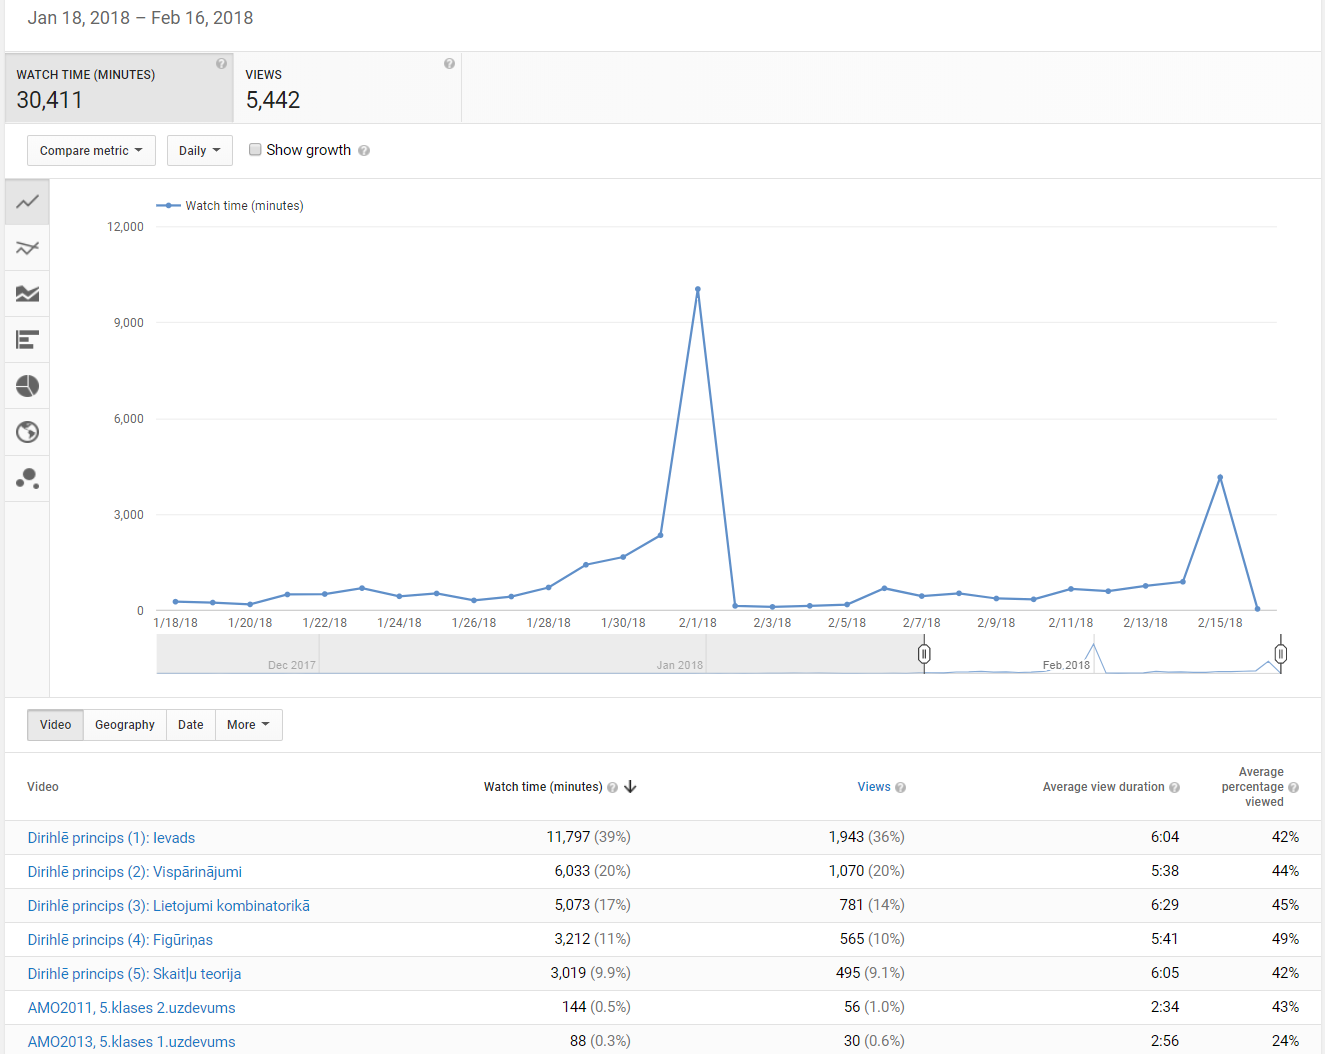 Jan 18, 2018 – Feb 16, 2018
WATCH TIME (MINUTES) ?
30,411
VIEWS ?
5,442
Compare metric
Daily
Show growth ?
Watch time (minutes)
12,000
9,000
6,000
3,000
0
1/18/18 1/20/18 1/22/18 1/24/18 1/26/18 1/28/18 1/30/18 2/1/18 2/3/18 2/5/18 2/7/18 2/9/18 2/11/18 2/13/18 2/15/18
Dec 2017 Jan 2018 Feb 2018
Video Geography Date More
Video Watch time (minutes) ? Views ? Average view duration ? Average percentage viewed ?
Dirihlē princips (1): Ievads 11,797 (39%) 1,943 (36%) 6:04 42%
Dirihlē princips (2): Vispārinājumi 6,033 (20%) 1,070 (20%) 5:38 44%
Dirihlē princips (3): Lietojumi kombinatorikā 5,073 (17%) 781 (14%) 6:29 45%
Dirihlē princips (4): Figūriņas 3,212 (11%) 565 (10%) 5:41 49%
Dirihlē princips (5): Skaitļu teorija 3,019 (9.9%) 495 (9.1%) 6:05 42%
AMO2011, 5.klases 2.uzdevums 144 (0.5%) 56 (1.0%) 2:34 43%
AMO2013, 5.klases 1.uzdevums 88 (0.3%) 30 (0.6%) 2:56 24%